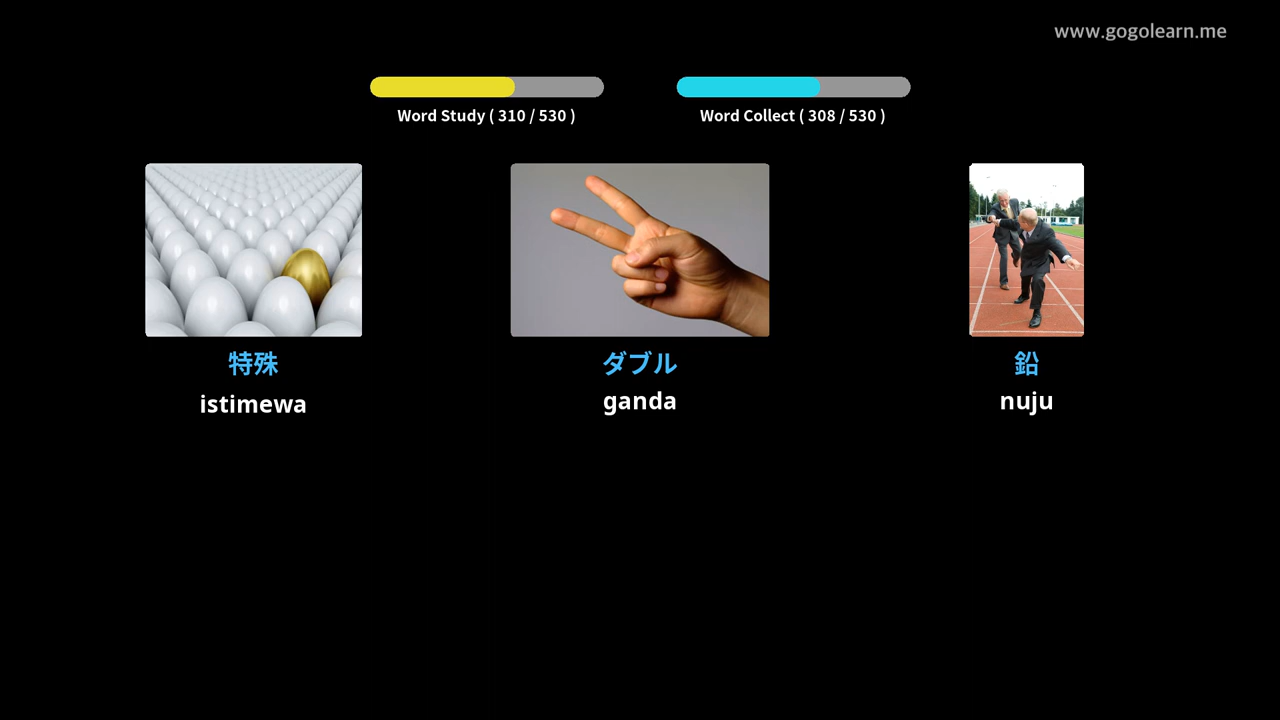 www.gogolearn.me
Word Study ( 310 / 530 )
Word Collect ( 308 / 530 )
特殊
istimewa
ダブル
ganda
鉛
nuju